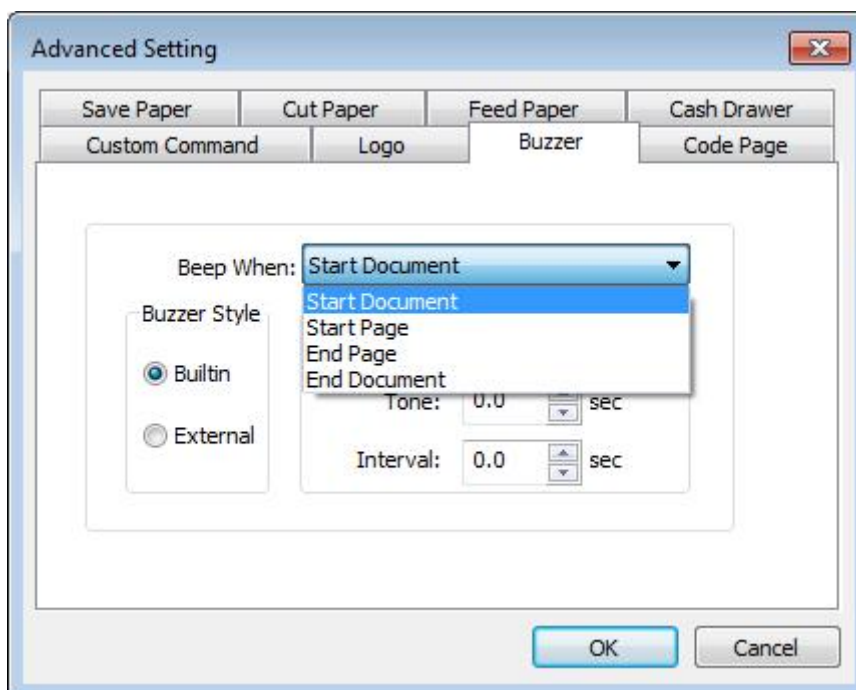 Advanced Setting
Save Paper Cut Paper Feed Paper Cash Drawer
Custom Command Logo Buzzer Code Page
Beep When: Start Document
Start Document
Start Page
End Page
End Document
Buzzer Style
Builtin
External
Tone: 0.0 sec
Interval: 0.0 sec
OK Cancel